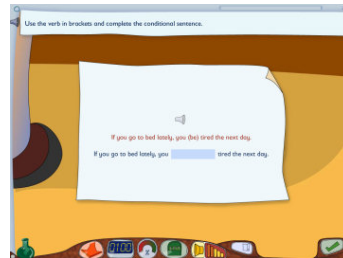 Use the verb in brackets and complete the conditional sentence.
If you go to bed lately, you (be) tired the next day.
If you go to bed lately, you tired the next day.
0100